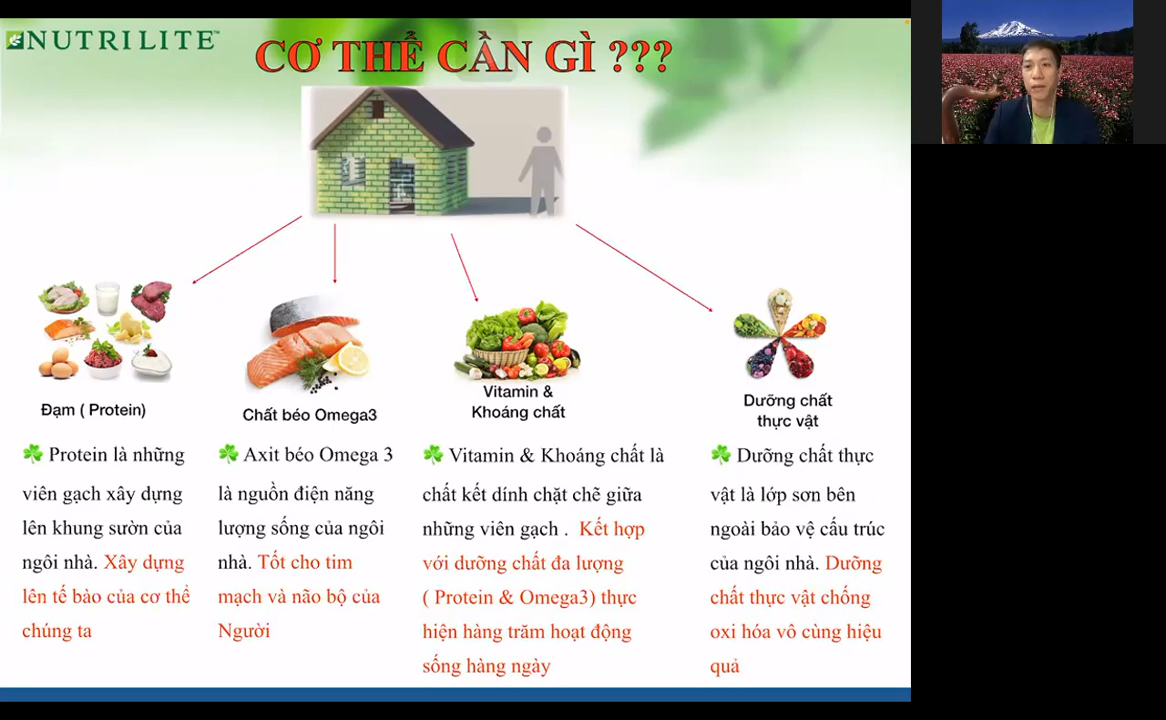 NUTRILITE™
CƠ THỂ CẦN GÌ ???
Đạm ( Protein)
Chất béo Omega3
Vitamin &
Khoáng chất
Dưỡng chất
thực vật
☘ Protein là những
viên gạch xây dựng
lên khung sườn của
ngôi nhà. Xây dựng
lên tế bào của cơ thể
chúng ta
☘ Axit béo Omega 3
là nguồn điện năng
lượng sống của ngôi
nhà. Tốt cho tim
mạch và não bộ của
Người
☘ Vitamin & Khoáng chất là
chất kết dính chặt chẽ giữa
những viên gạch . Kết hợp
với dưỡng chất đa lượng
( Protein & Omega3) thực
hiện hàng trăm hoạt động
sống hàng ngày
☘ Dưỡng chất thực
vật là lớp sơn bên
ngoài bảo vệ cấu trúc
của ngôi nhà. Dưỡng
chất thực vật chống
oxi hóa vô cùng hiệu
quả